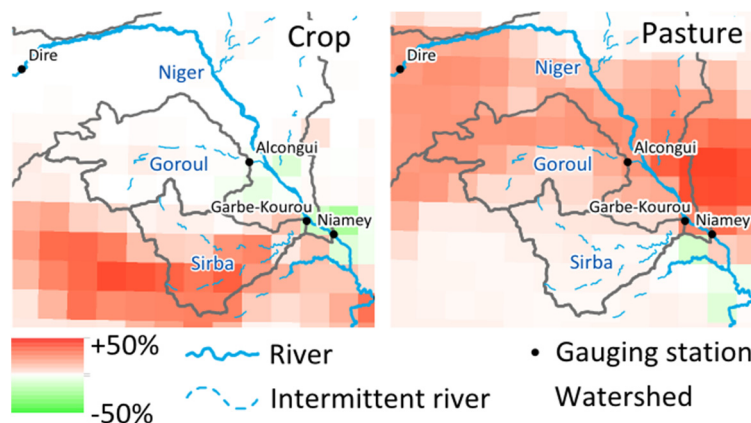 Crop
Dire
Niger
Alcongui
Goroul
Garbe-Kourou
Niamey
Sirba
Pasture
Dire
Niger
Alcongui
Goroul
Garbe-Kourou
Niamey
Sirba
+50%
-50%
River
Intermittent river
Gauging station
Watershed